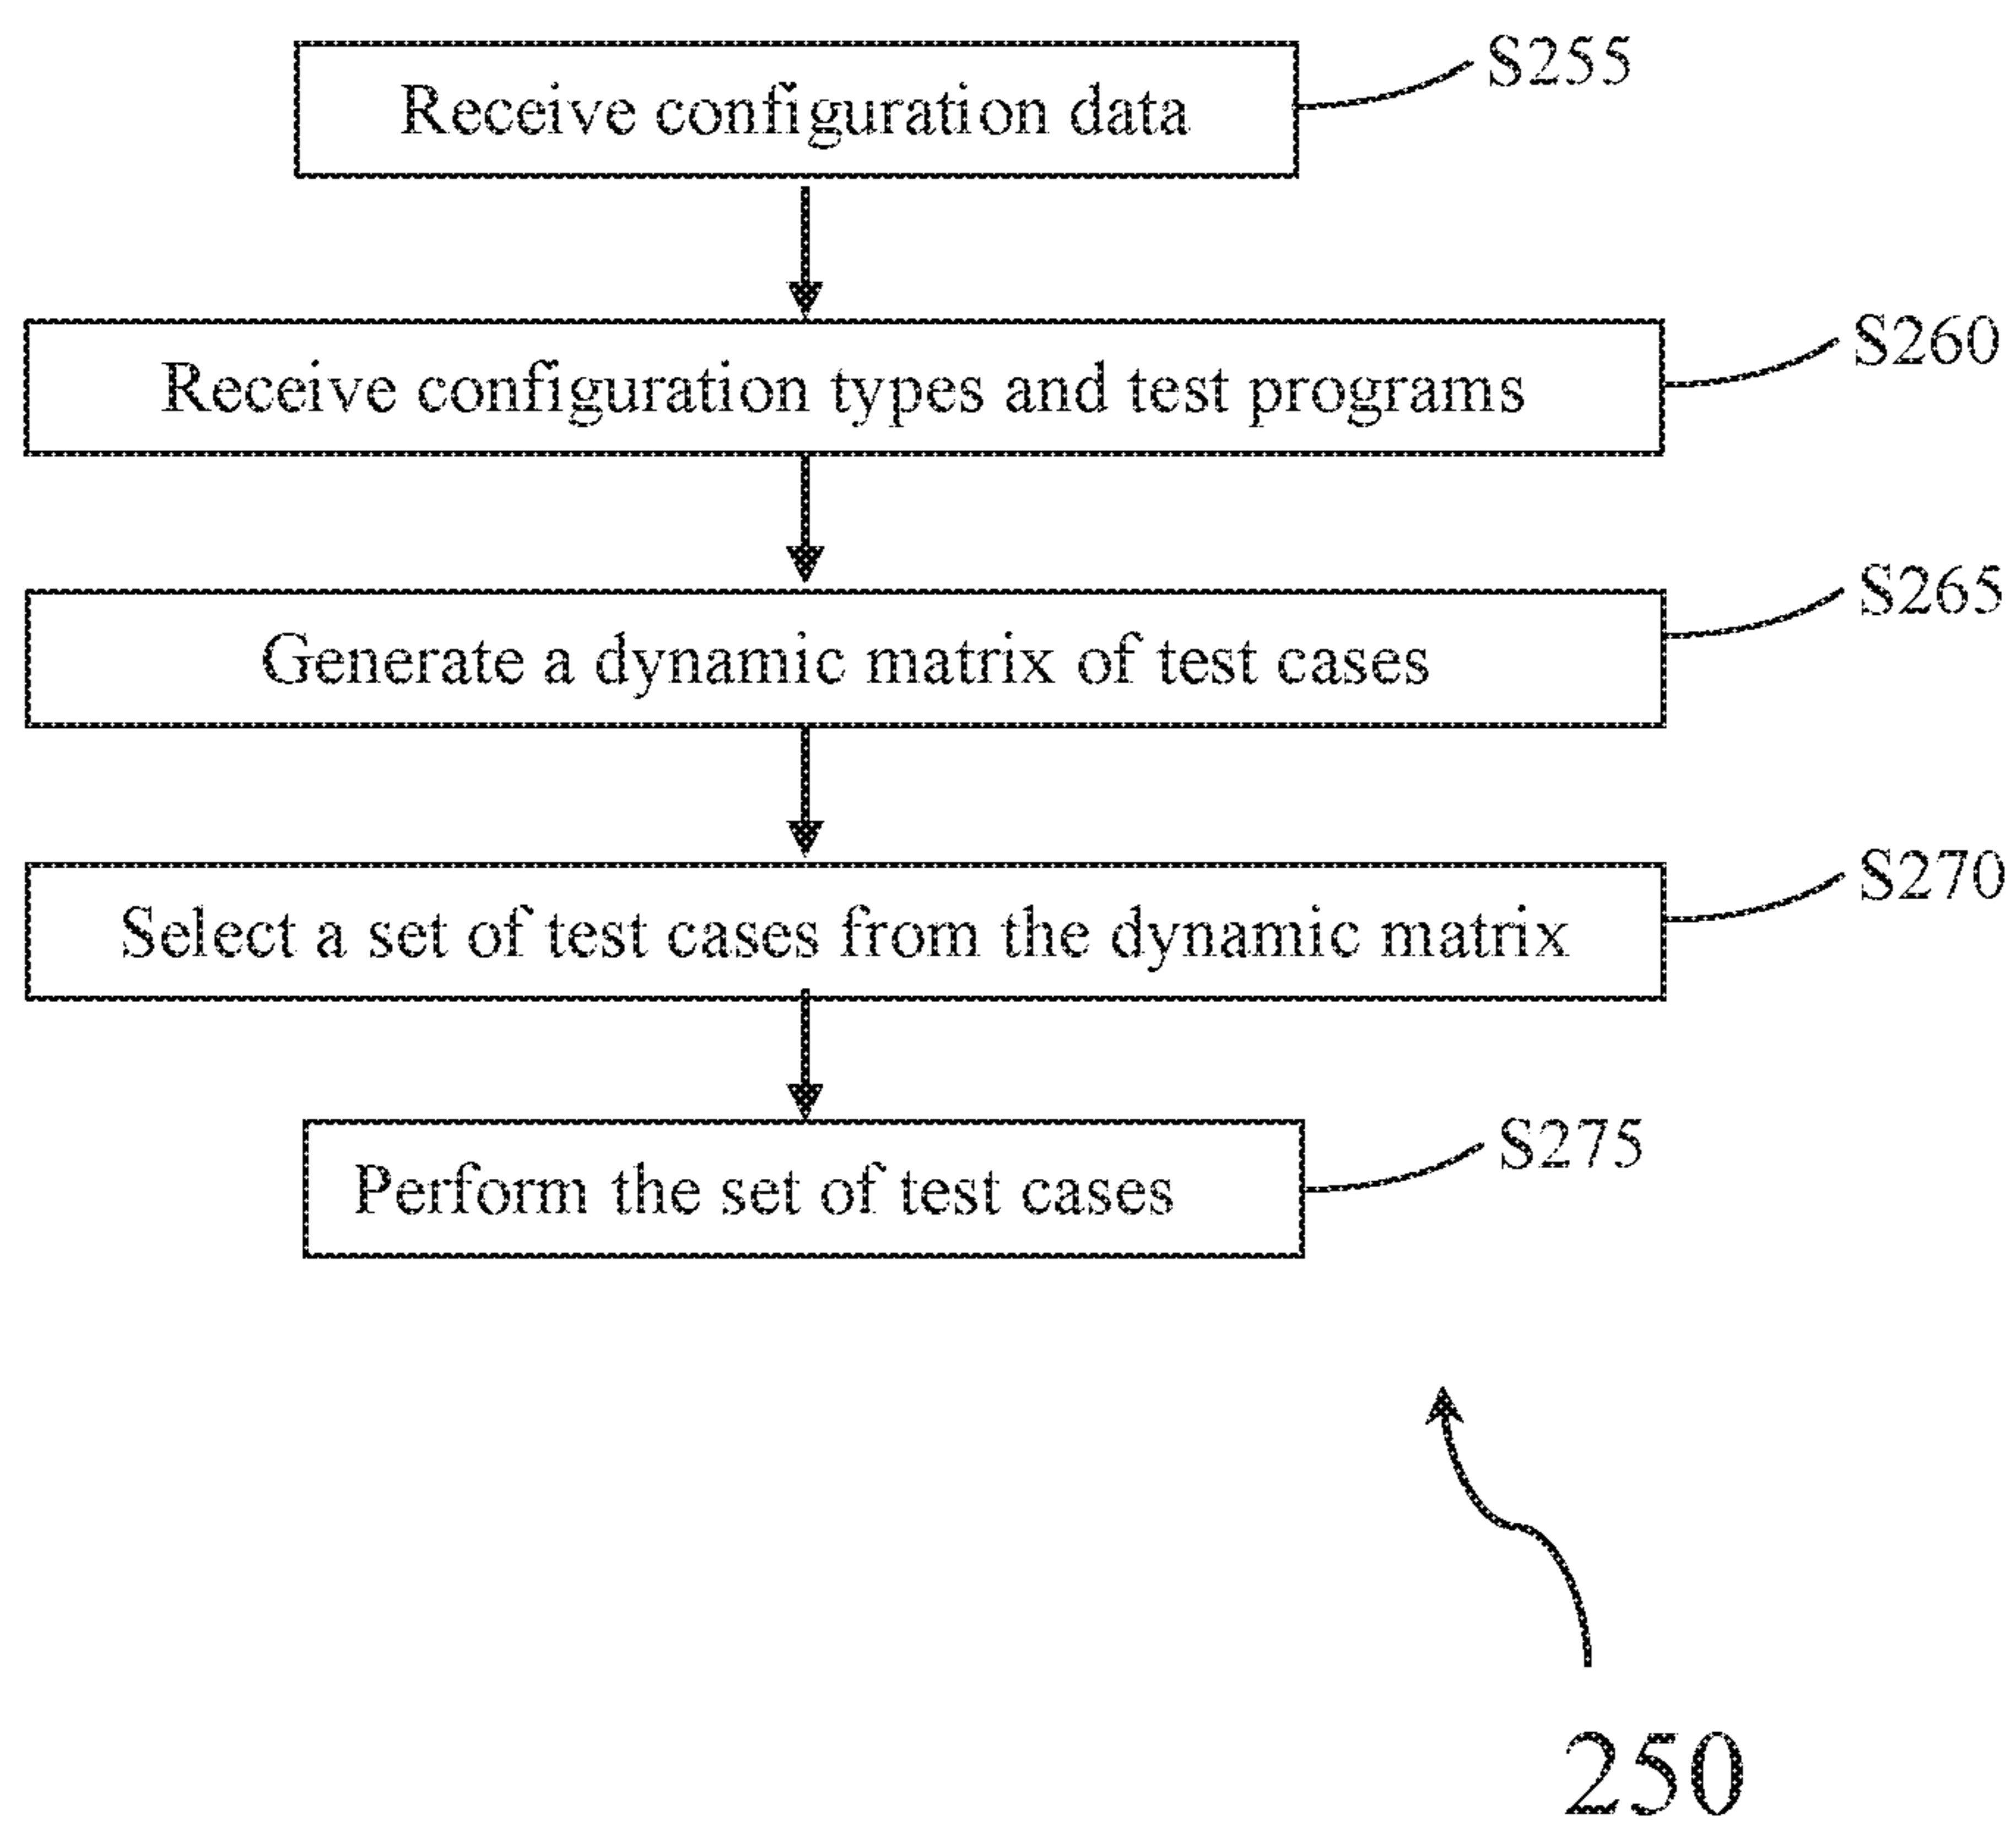 Receive configuration data
S255
Receive configuration types and test programs
S260
Generate a dynamic matrix of test cases
S265
Select a set of test cases from the dynamic matrix
S270
Perform the set of test cases
S275
250